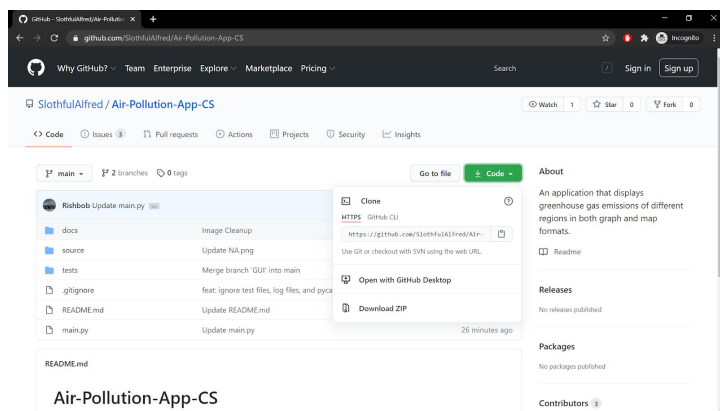 GitHub - SlothfulAlfred/Air-Pollution
github.com/SlothfulAlfred/Air-Pollution-App-CS
Incognito
Why GitHub? Team Enterprise Explore Marketplace Pricing
Search
/
Sign in
Sign up
SlothfulAlfred / Air-Pollution-App-CS
Watch 1
Star 0
Fork 0
<> Code
Issues 3
Pull requests
Actions
Projects
Security
Insights
main
2 branches
0 tags
Go to file
Code
Rishbob Update main.py ...
docs Image Cleanup
source Update NA.png
tests Merge branch 'GUI' into main
.gitignore feat: ignore test files, log files, and pyca
README.md Update README.md
main.py Update main.py 26 minutes ago
Clone
HTTPS GitHub CLI
https://github.com/SlothfulAlfred/Air-
Use Git or checkout with SVN using the web URL.
Open with GitHub Desktop
Download ZIP
About
An application that displays
greenhouse gas emissions of different
regions in both graph and map
formats.
Readme
Releases
No releases published
Packages
No packages published
Contributors 3
README.md
Air-Pollution-App-CS